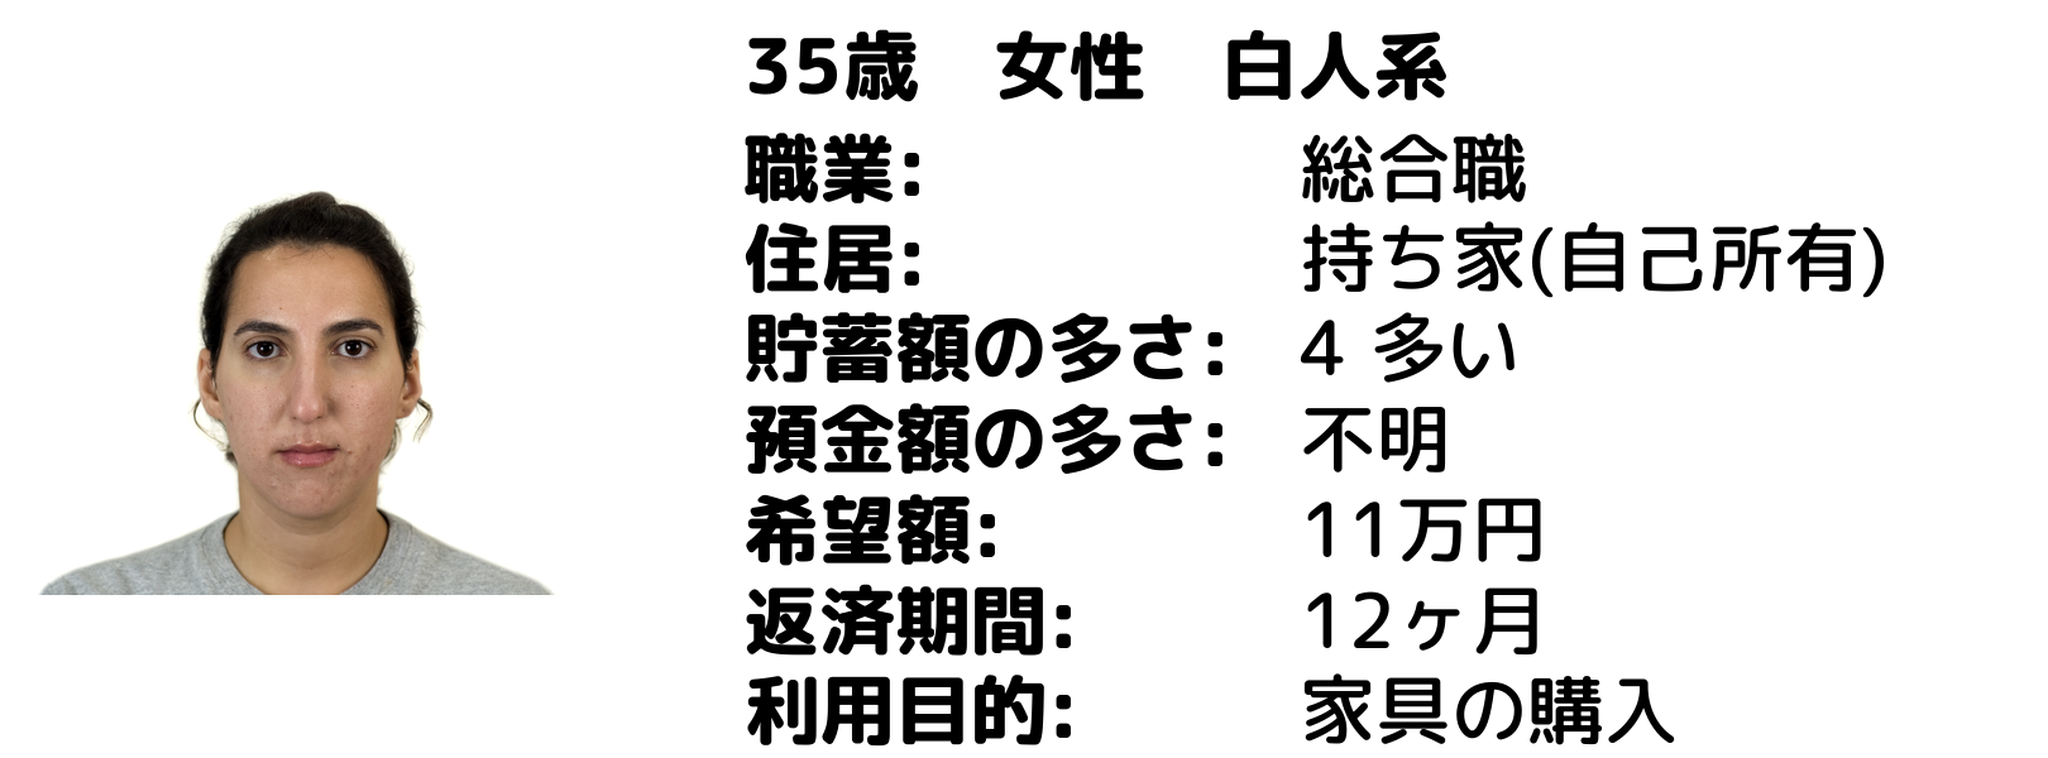 35歳　女性　白人系
職業: 総合職
住居: 持ち家(自己所有)
貯蓄額の多さ: 4 多い
預金額の多さ: 不明
希望額: 11万円
返済期間: 12ヶ月
利用目的: 家具の購入